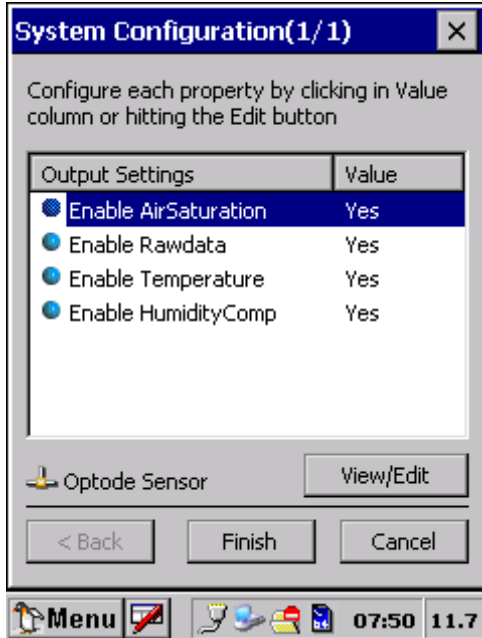 System Configuration(1/1)
Configure each property by clicking in Value
column or hitting the Edit button
Output Settings Value
Enable AirSaturation Yes
Enable Rawdata Yes
Enable Temperature Yes
Enable HumidityComp Yes
Optode Sensor View/Edit
< Back Finish Cancel
Menu 07:50 11.7